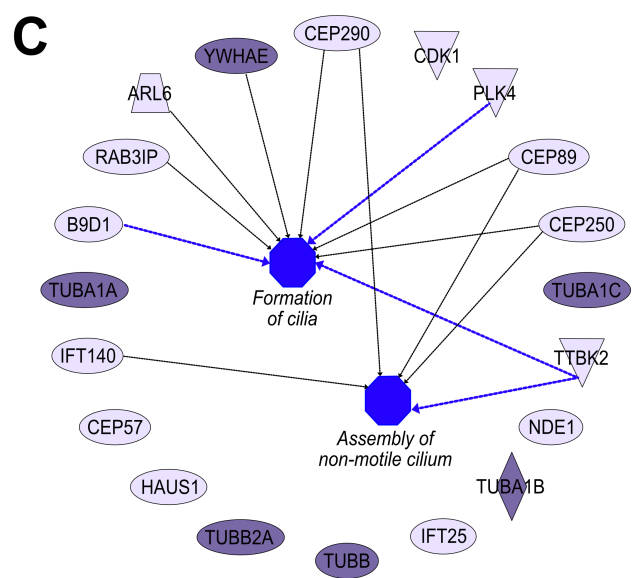 C
CEP290
YWHAE
CDK1
ARL6
PLK4
RAB3IP
CEP89
B9D1
CEP250
TUBA1A
Formation
of cilia
TUBA1C
IFT140
TTBK2
CEP57
Assembly of
non-motile cilium
NDE1
HAUS1
TUBA1B
TUBB2A
IFT25
TUBB